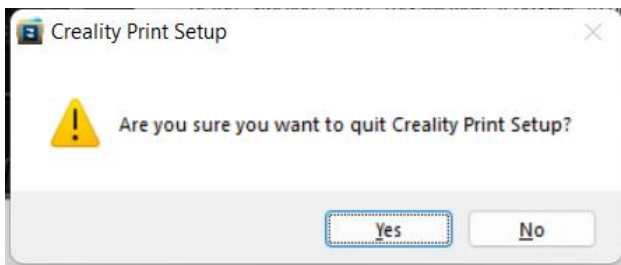 Creality Print Setup
Are you sure you want to quit Creality Print Setup?
Yes
No